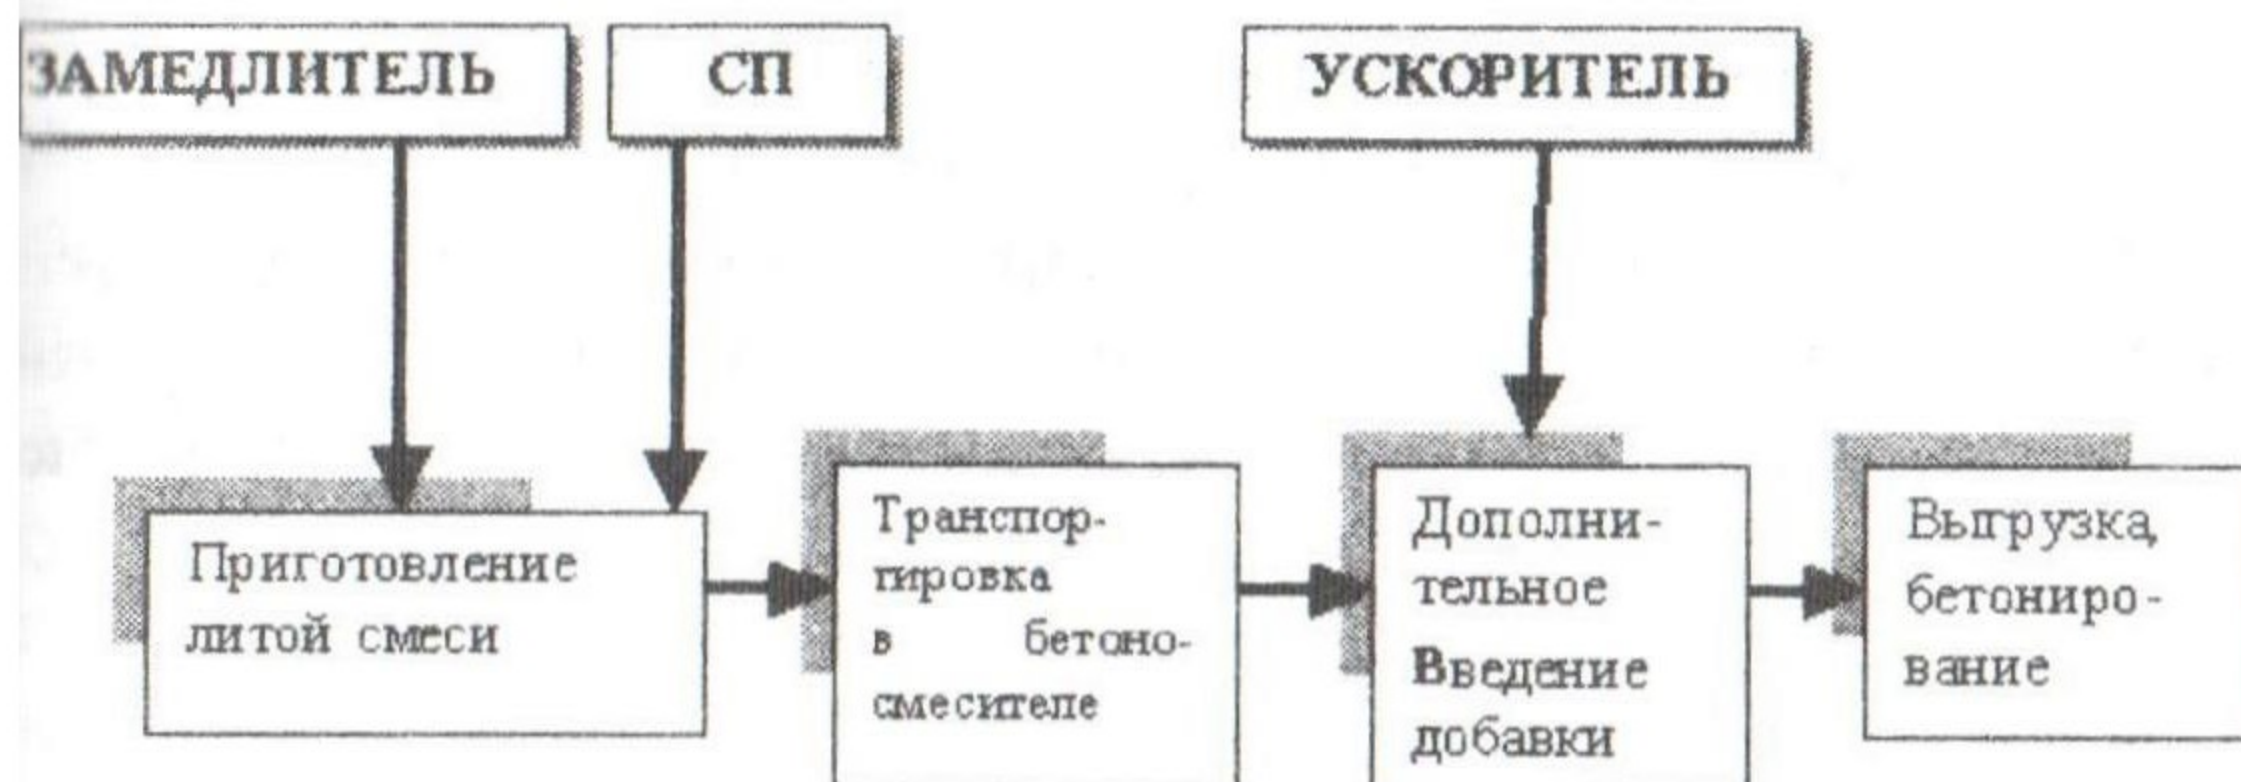 ЗАМЕДЛИТЕЛЬ
СП
УСКОРИТЕЛЬ
Приготовление
литой смеси
Транспор-
тировка
в бетоно-
смесителе
Дополни-
тельное
Введение
добавки
Выгрузка,
бетониро-
вание